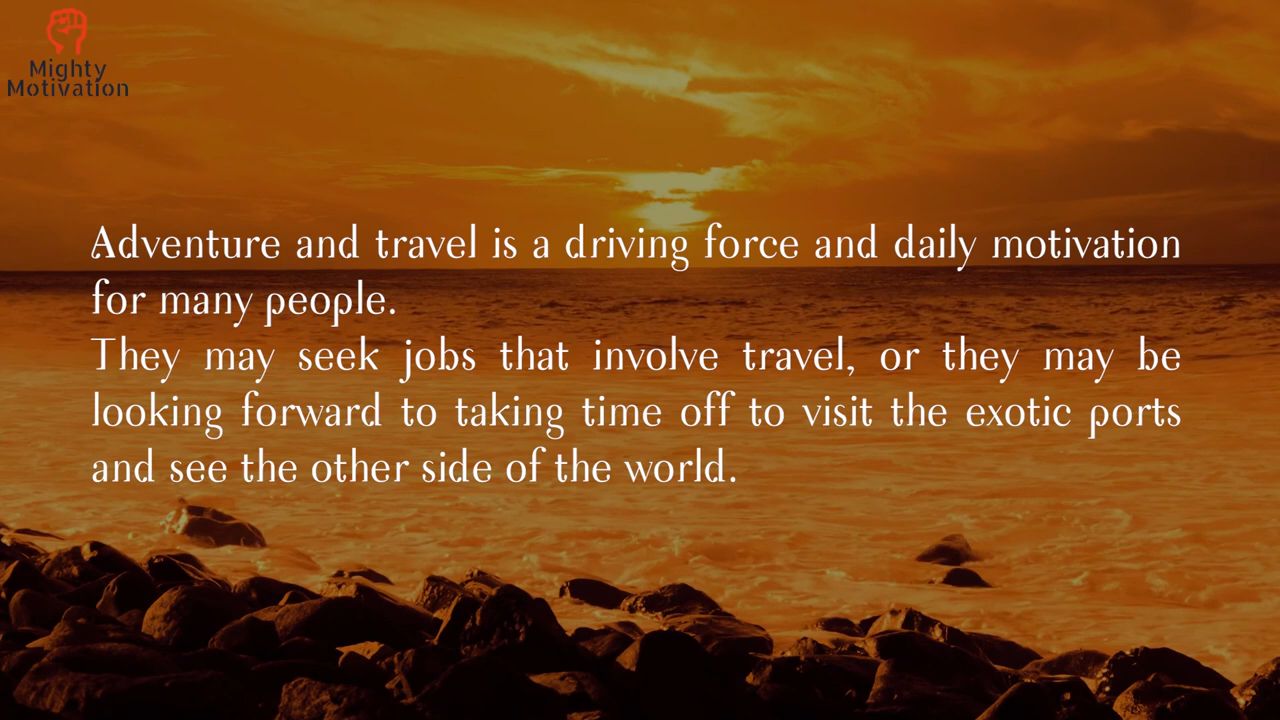 Mighty
Motivation
Adventure and travel is a driving force and daily motivation
for many people.
They may seek jobs that involve travel, or they may be
looking forward to taking time off to visit the exotic ports
and see the other side of the world.